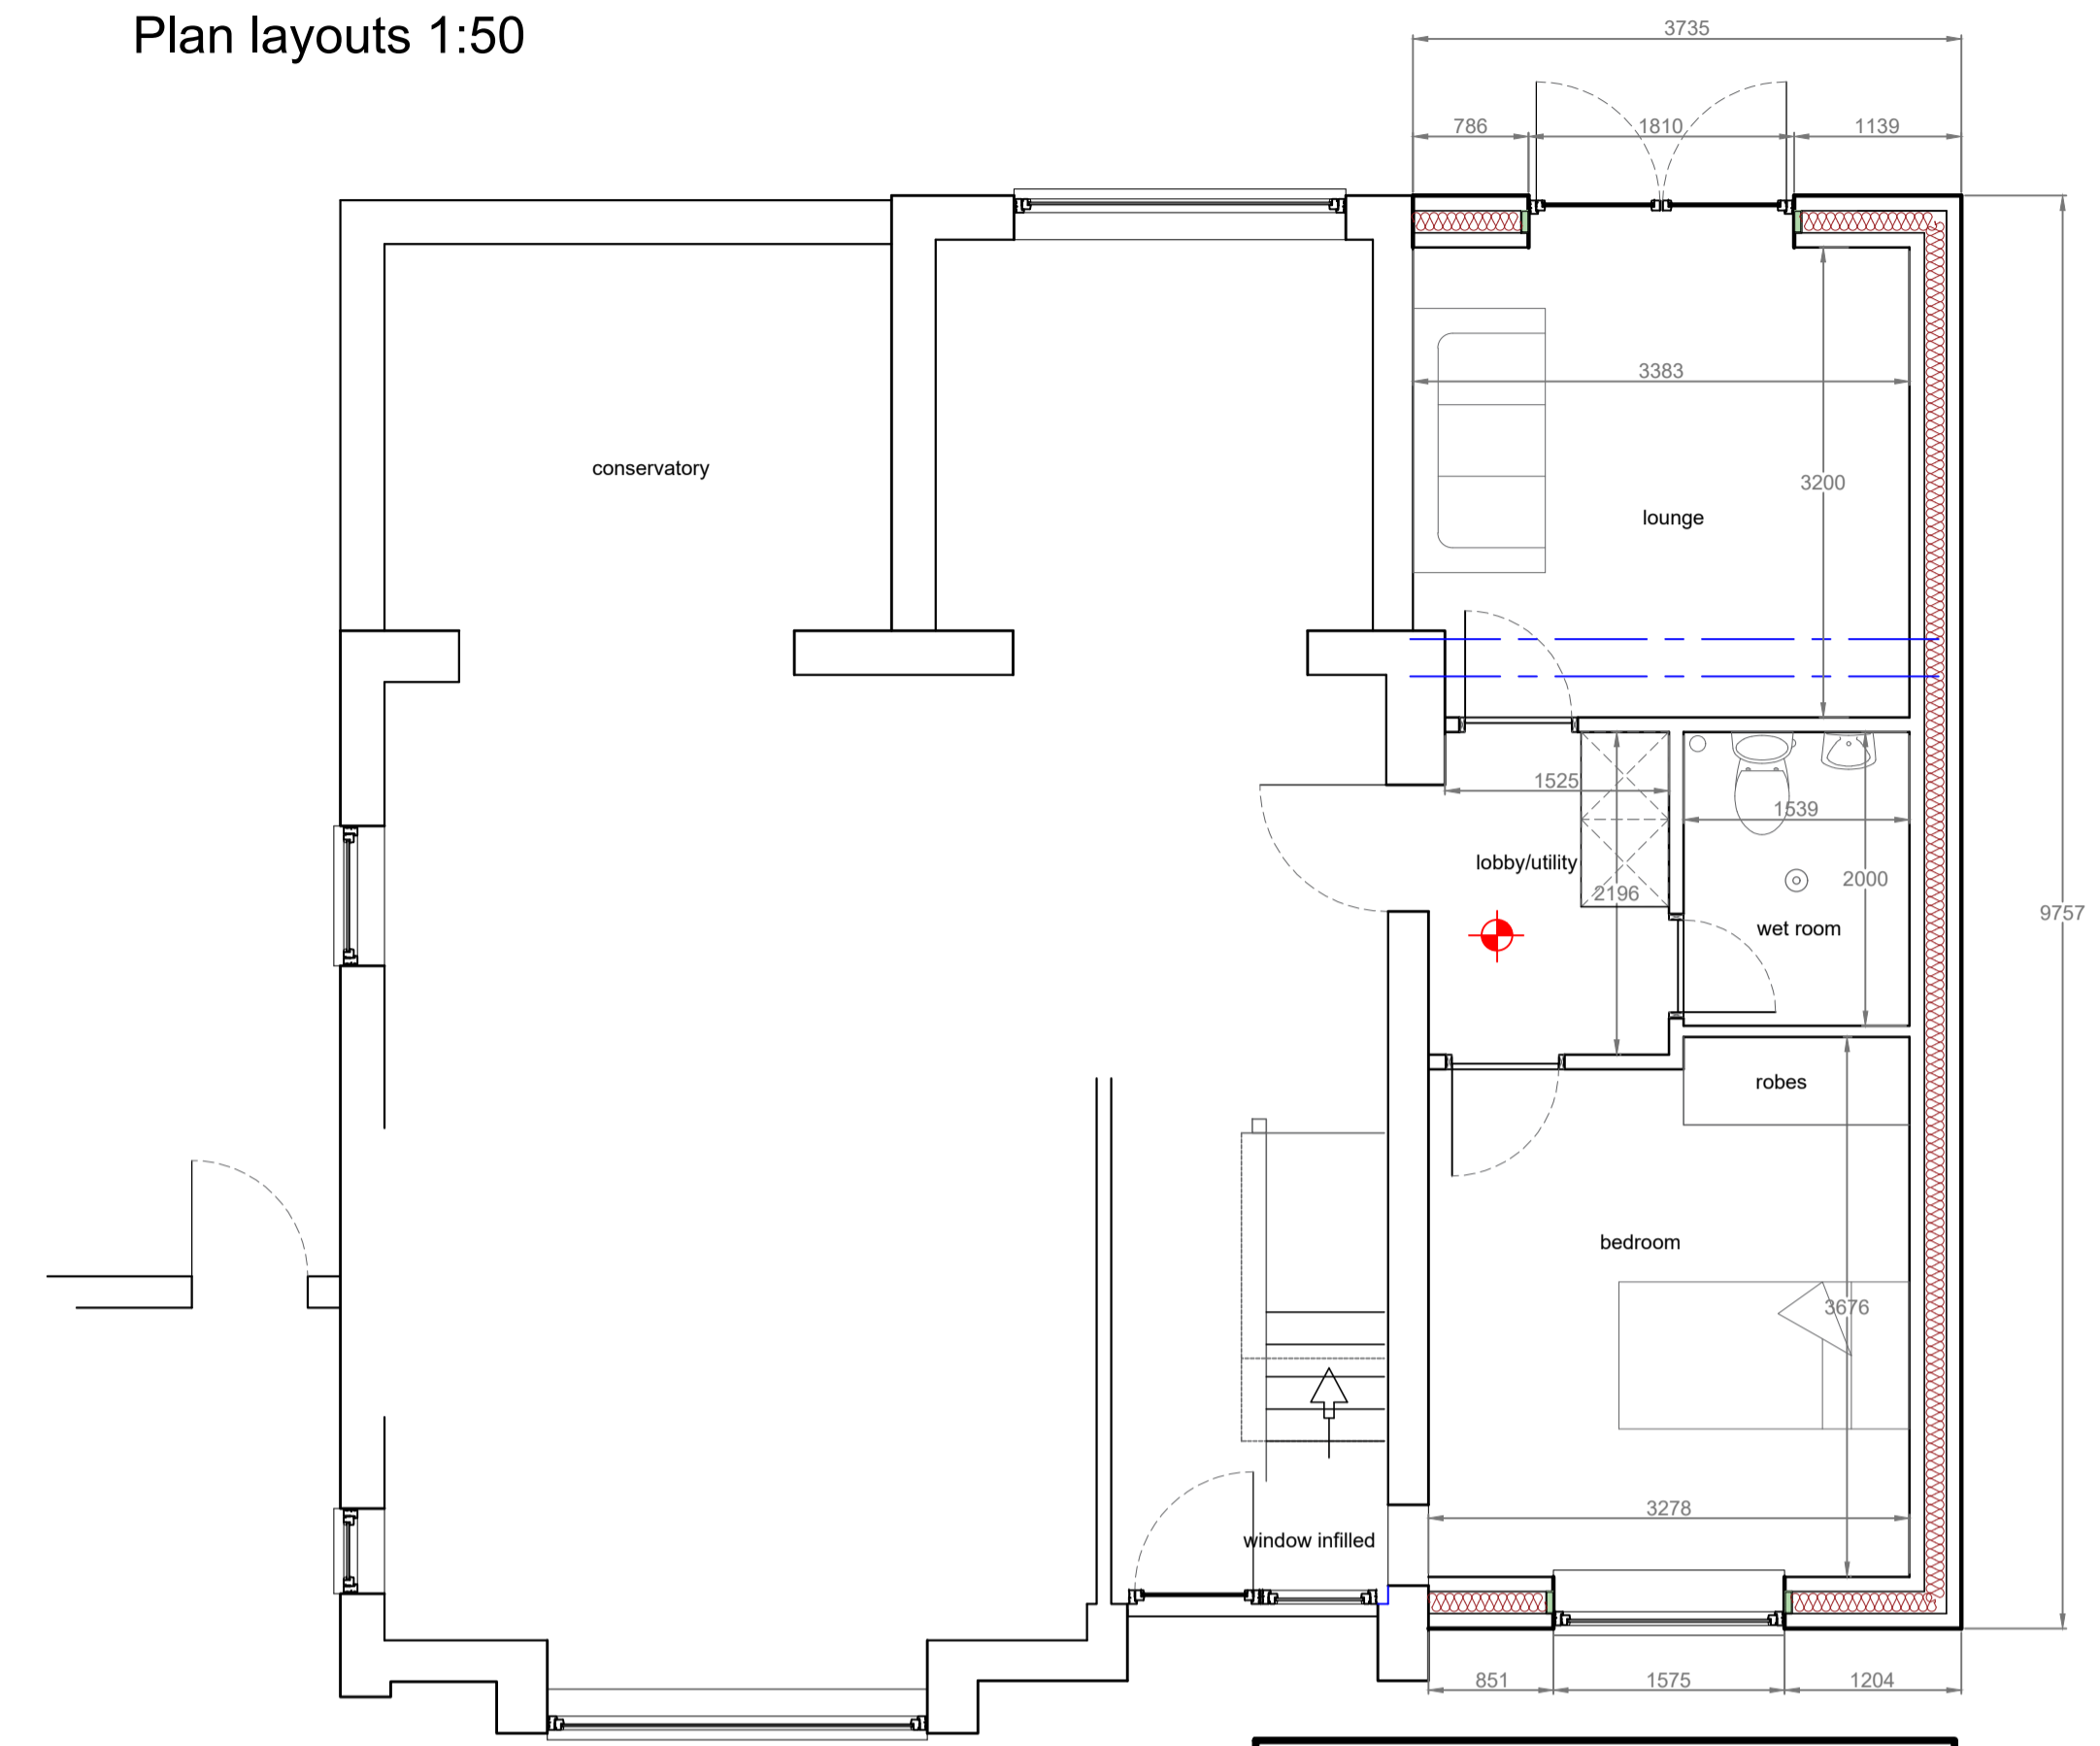 Plan layouts 1:50
3735
786
1810
1139
3383
conservatory
3200
lounge
1525
1539
lobby/utility
2196
2000
wet room
9757
robes
bedroom
3676
3278
window infilled
851
1575
1204